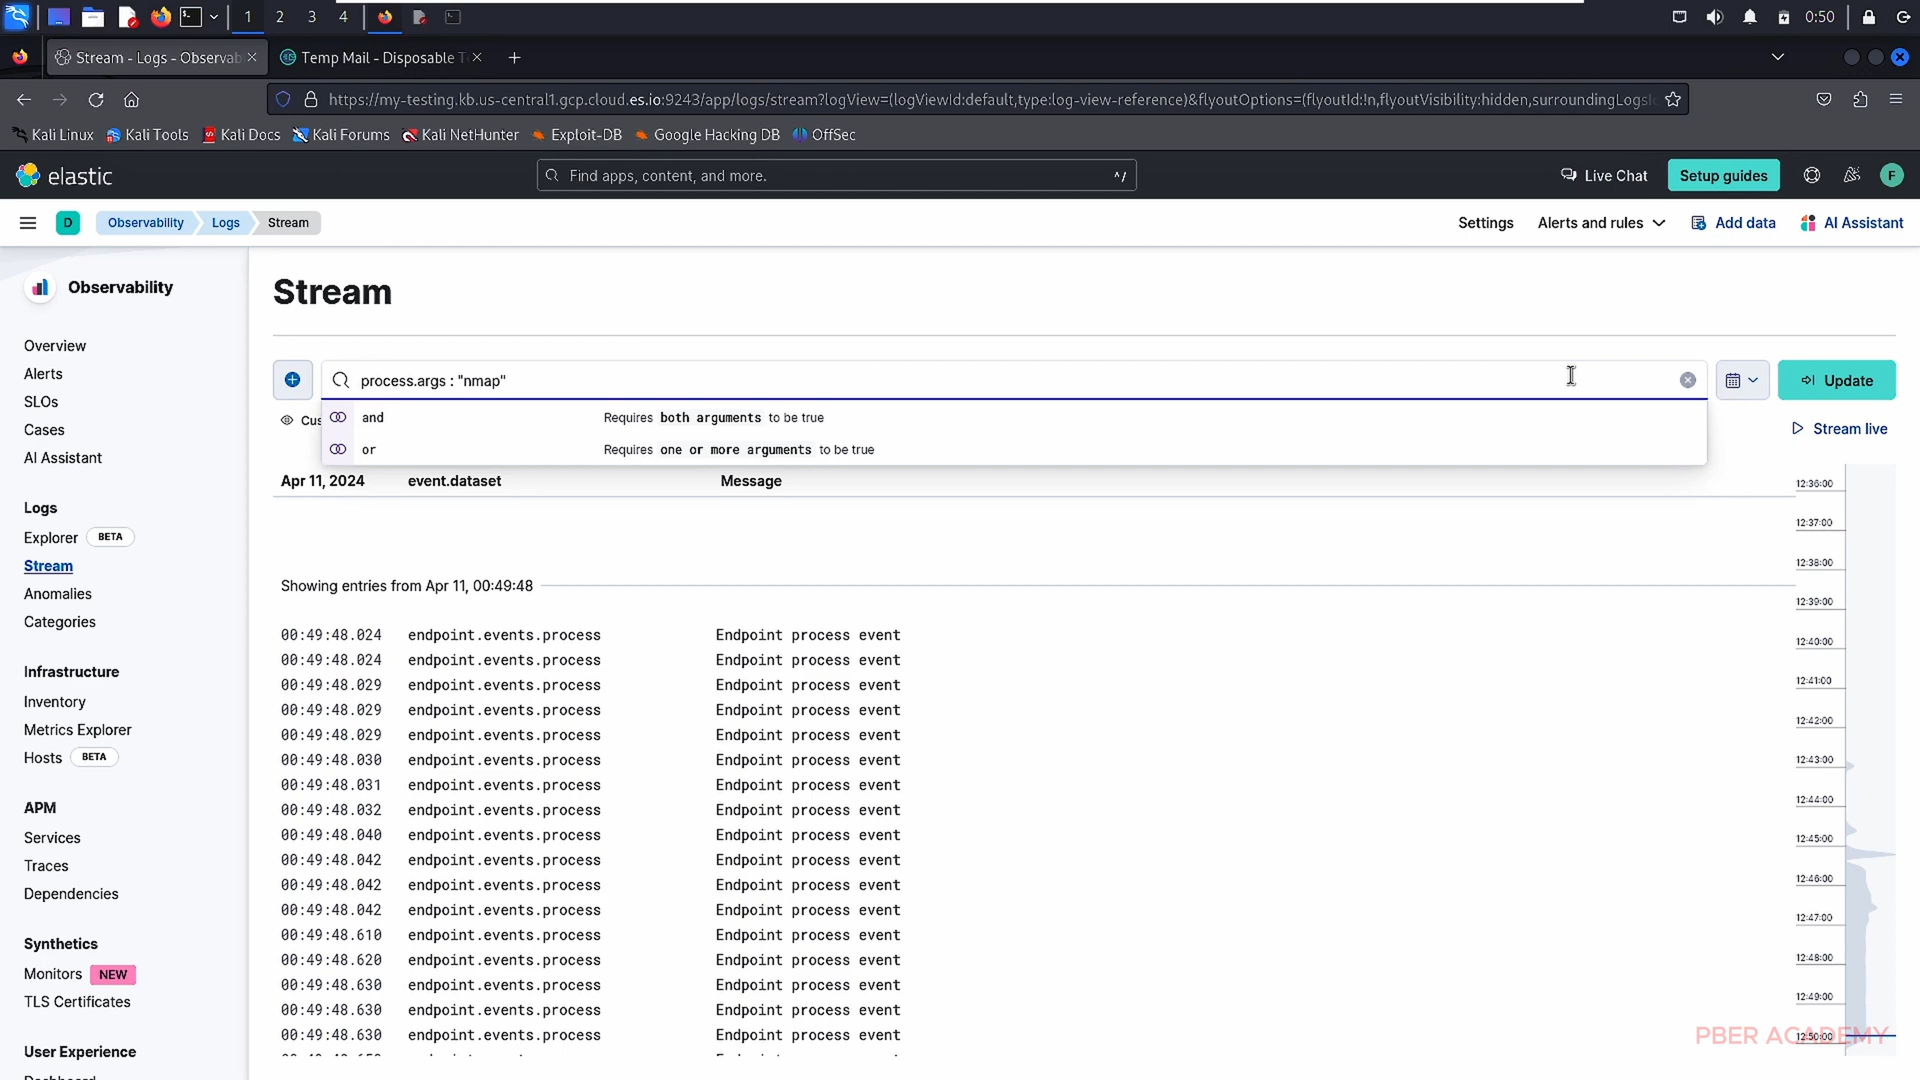 1 2 3 4 0:50
Stream - Logs - Observab Temp Mail - Disposable T
https://my-testing.kb.us-central1.gcp.cloud.es.io:9243/app/logs/stream?logView=(logViewId:default,type:log-view-reference)&flyoutOptions=(flyoutId:!n,flyoutVisibility:hidden,surroundingLogsI
Kali Linux Kali Tools Kali Docs Kali Forums Kali NetHunter Exploit-DB Google Hacking DB OffSec
elastic Find apps, content, and more. ^/ Live Chat Setup guides F
D Observability Logs Stream Settings Alerts and rules Add data AI Assistant
Observability
Overview
Alerts
SLOs
Cases
AI Assistant
Logs
Explorer BETA
Stream
Anomalies
Categories
Infrastructure
Inventory
Metrics Explorer
Hosts BETA
APM
Services
Traces
Dependencies
Synthetics
Monitors NEW
TLS Certificates
User Experience
Stream
process.args : "nmap" Update
and Requires both arguments to be true
or Requires one or more arguments to be true
Cus
Stream live
Apr 11, 2024 event.dataset Message
Showing entries from Apr 11, 00:49:48
00:49:48.024 endpoint.events.process Endpoint process event
00:49:48.024 endpoint.events.process Endpoint process event
00:49:48.029 endpoint.events.process Endpoint process event
00:49:48.029 endpoint.events.process Endpoint process event
00:49:48.029 endpoint.events.process Endpoint process event
00:49:48.030 endpoint.events.process Endpoint process event
00:49:48.031 endpoint.events.process Endpoint process event
00:49:48.032 endpoint.events.process Endpoint process event
00:49:48.040 endpoint.events.process Endpoint process event
00:49:48.042 endpoint.events.process Endpoint process event
00:49:48.042 endpoint.events.process Endpoint process event
00:49:48.042 endpoint.events.process Endpoint process event
00:49:48.610 endpoint.events.process Endpoint process event
00:49:48.620 endpoint.events.process Endpoint process event
00:49:48.630 endpoint.events.process Endpoint process event
00:49:48.630 endpoint.events.process Endpoint process event
00:49:48.630 endpoint.events.process Endpoint process event
12:36:00
12:37:00
12:38:00
12:39:00
12:40:00
12:41:00
12:42:00
12:43:00
12:44:00
12:45:00
12:46:00
12:47:00
12:48:00
12:49:00
12:50:00
PBER ACADEMY